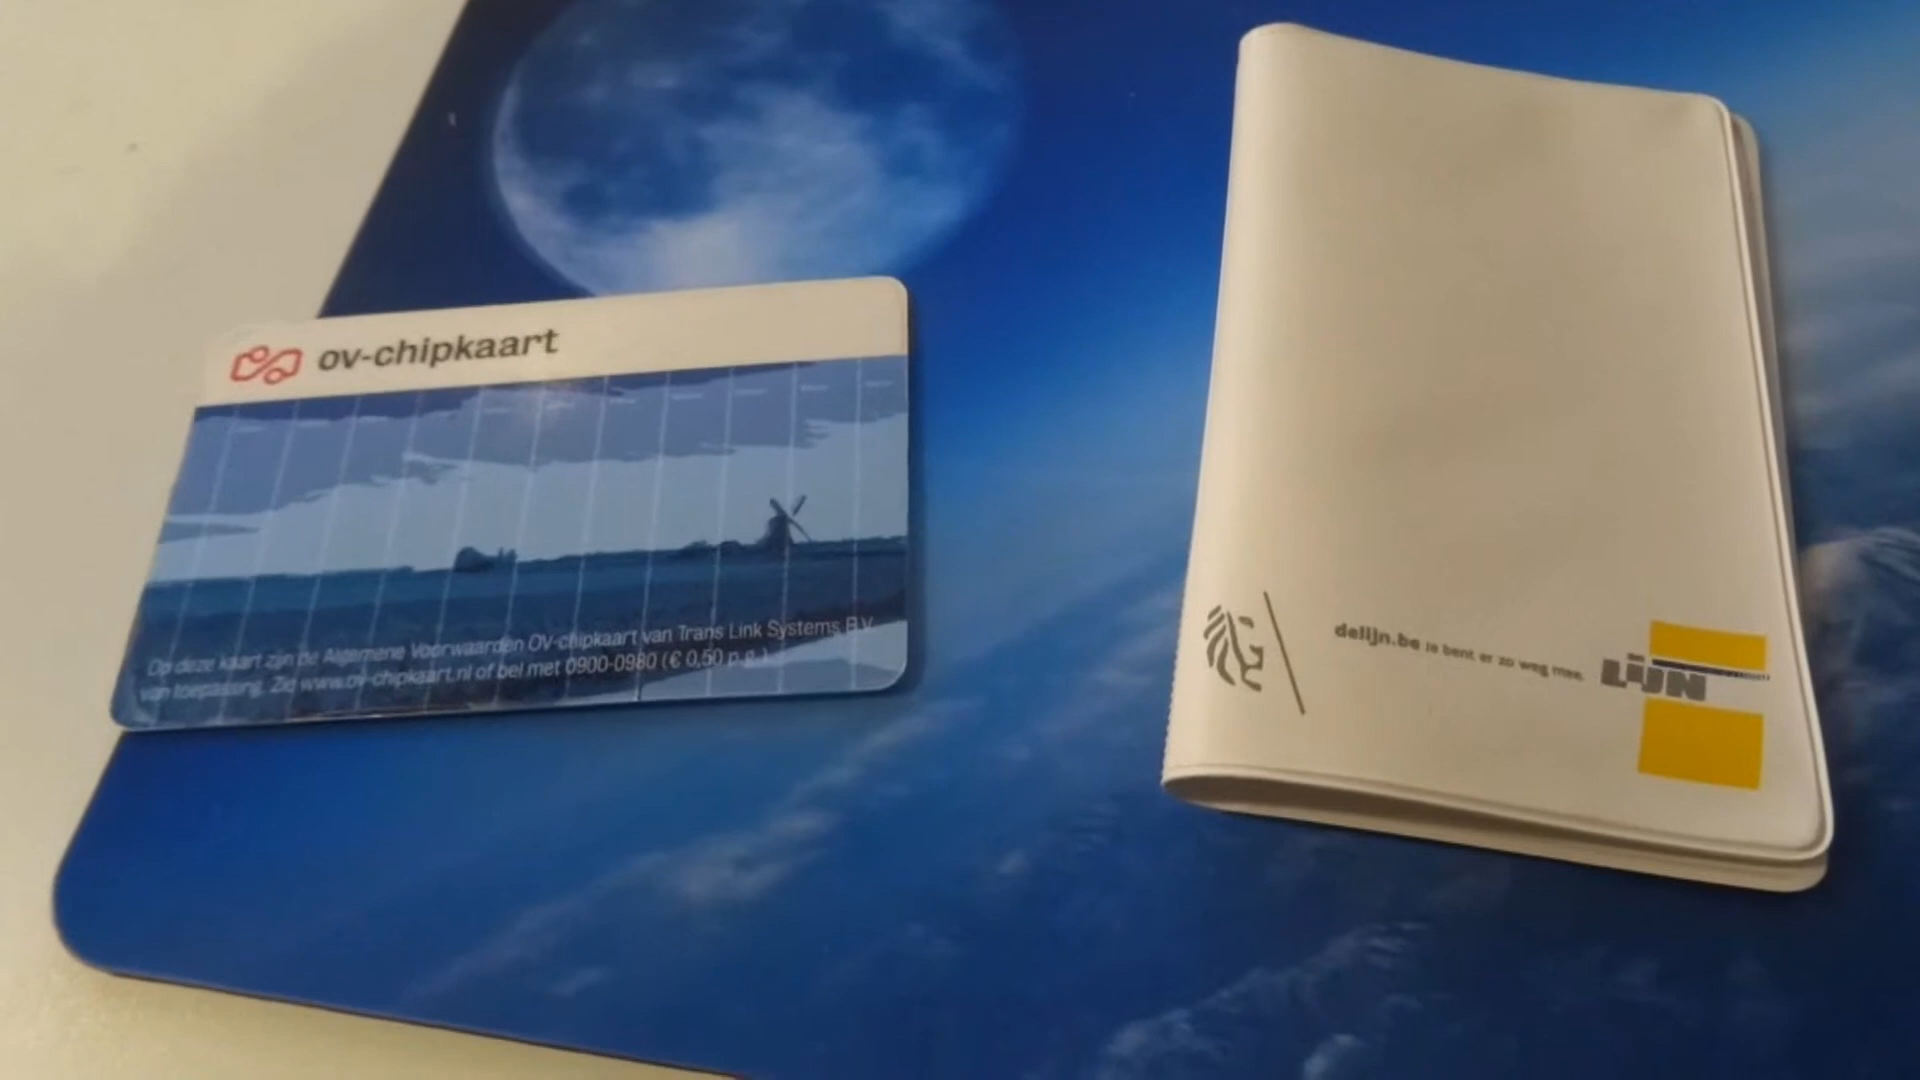 ov-chipkaart
Op deze kaart zijn de Algemene Voorwaarden OV-chipkaart van Trans Link Systems B.V.
van toepassing. Zie www.ov-chipkaart.nl of bel met 0900-0980 (€ 0,50 p.g.)
delijn.be Je bent er zo weg mee.
LIJN